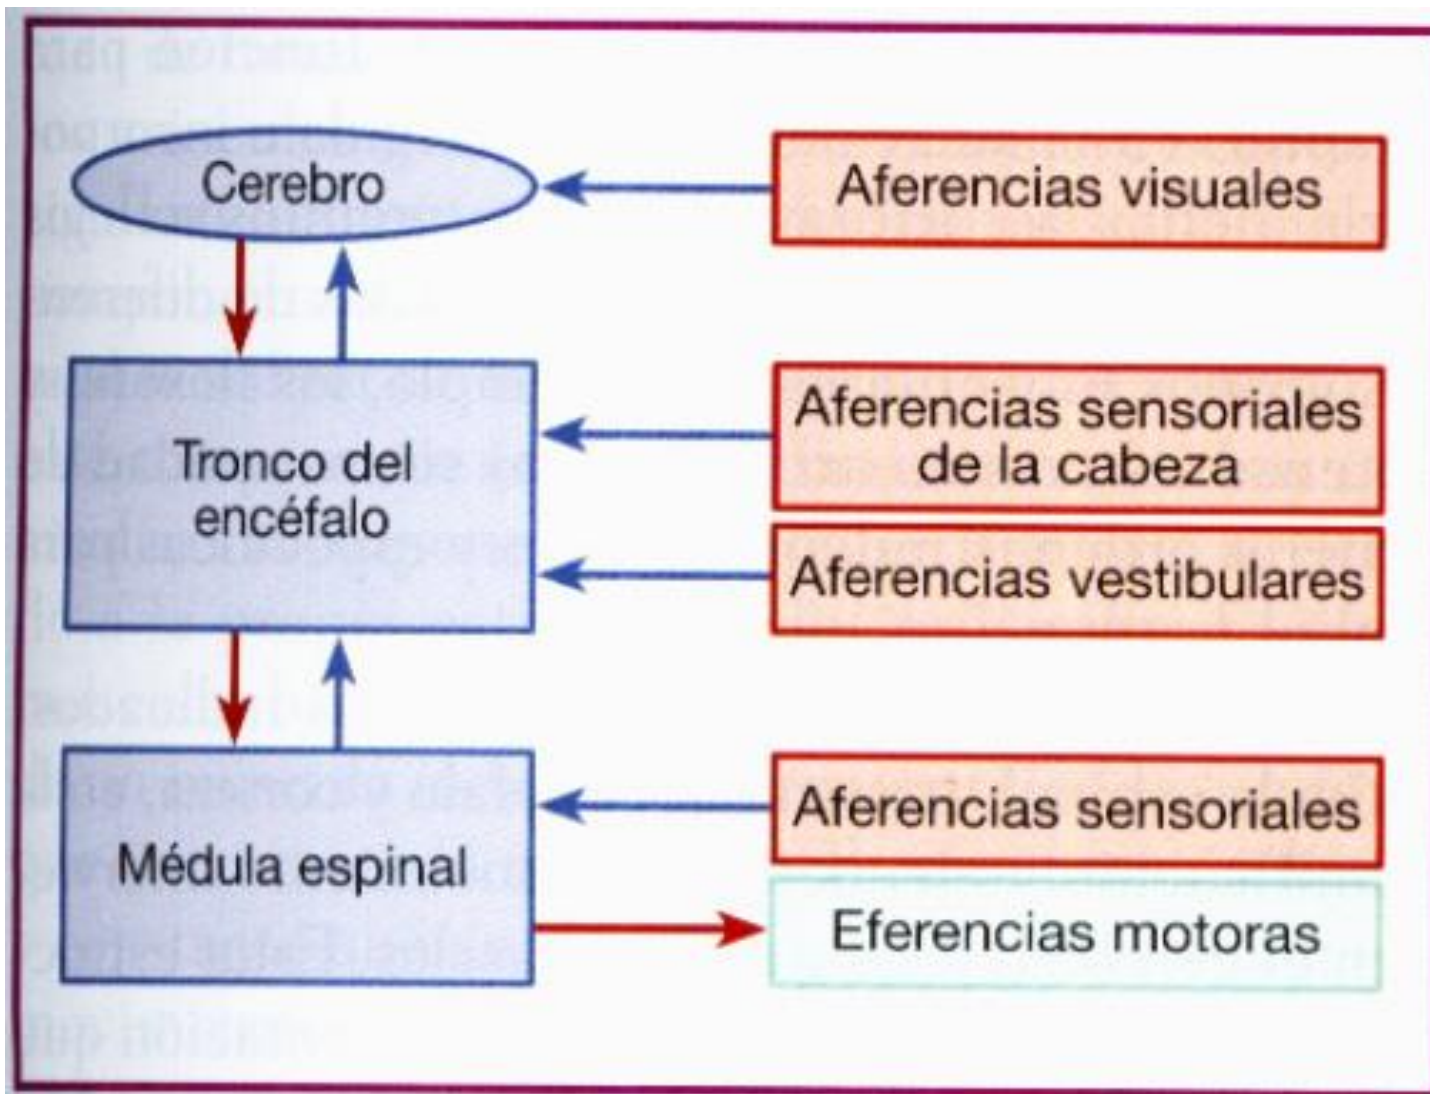 Cerebro
Aferencias visuales
Tronco del
encéfalo
Aferencias sensoriales
de la cabeza
Aferencias vestibulares
Médula espinal
Aferencias sensoriales
Eferencias motoras